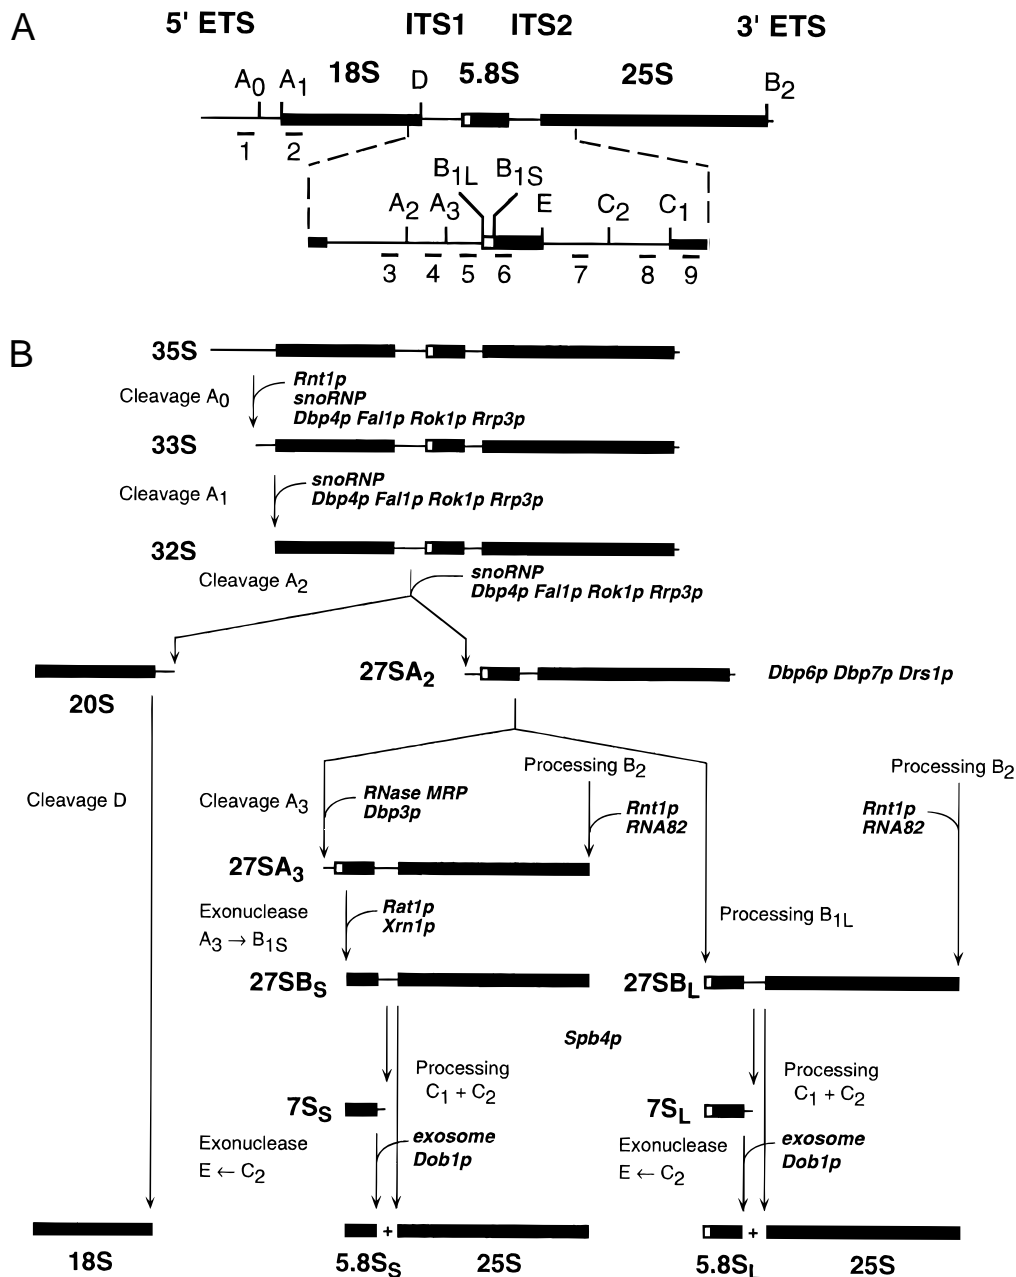 A
5' ETS ITS1 ITS2 3' ETS
18S 5.8S 25S
A0 A1 D B2
1 2
B1L B1S
A2 A3 E C2 C1
3 4 5 6 7 8 9
B
35S
Cleavage A0
Rnt1p
snoRNP
Dbp4p Fal1p Rok1p Rrp3p
33S
Cleavage A1
snoRNP
Dbp4p Fal1p Rok1p Rrp3p
32S
Cleavage A2
snoRNP
Dbp4p Fal1p Rok1p Rrp3p
20S
27SA2
Dbp6p Dbp7p Drs1p
Cleavage D
Cleavage A3
RNase MRP
Dbp3p
Processing B2
Rnt1p
RNA82
Processing B2
Rnt1p
RNA82
27SA3
Exonuclease
A3 → B1S
Rat1p
Xrn1p
Processing B1L
27SBS
27SBL
Spb4p
Processing
C1 + C2
Processing
C1 + C2
7SS
7SL
Exonuclease
E ← C2
exosome
Dob1p
Exonuclease
E ← C2
exosome
Dob1p
+ +
18S 5.8SS 25S 5.8SL 25S